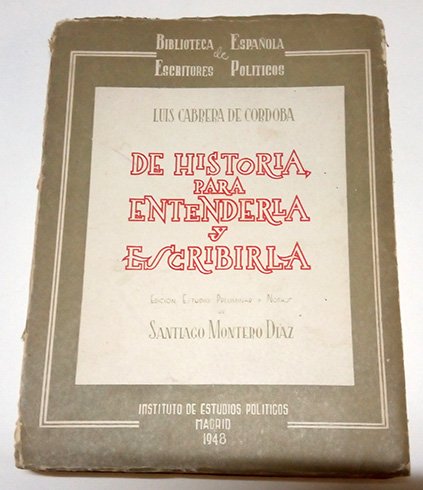 BIBLIOTECA ESPAÑOLA
de
ESCRITORES POLITICOS
LUIS CABRERA DE CORDOBA
DE HISTORIA,
PARA
ENTENDERLA
y
ESCRIBIRLA
EDICION, ESTUDIO PRELIMINAR Y NOTAS
DE
SANTIAGO MONTERO DIAZ
INSTITUTO DE ESTUDIOS POLITICOS
MADRID
1948